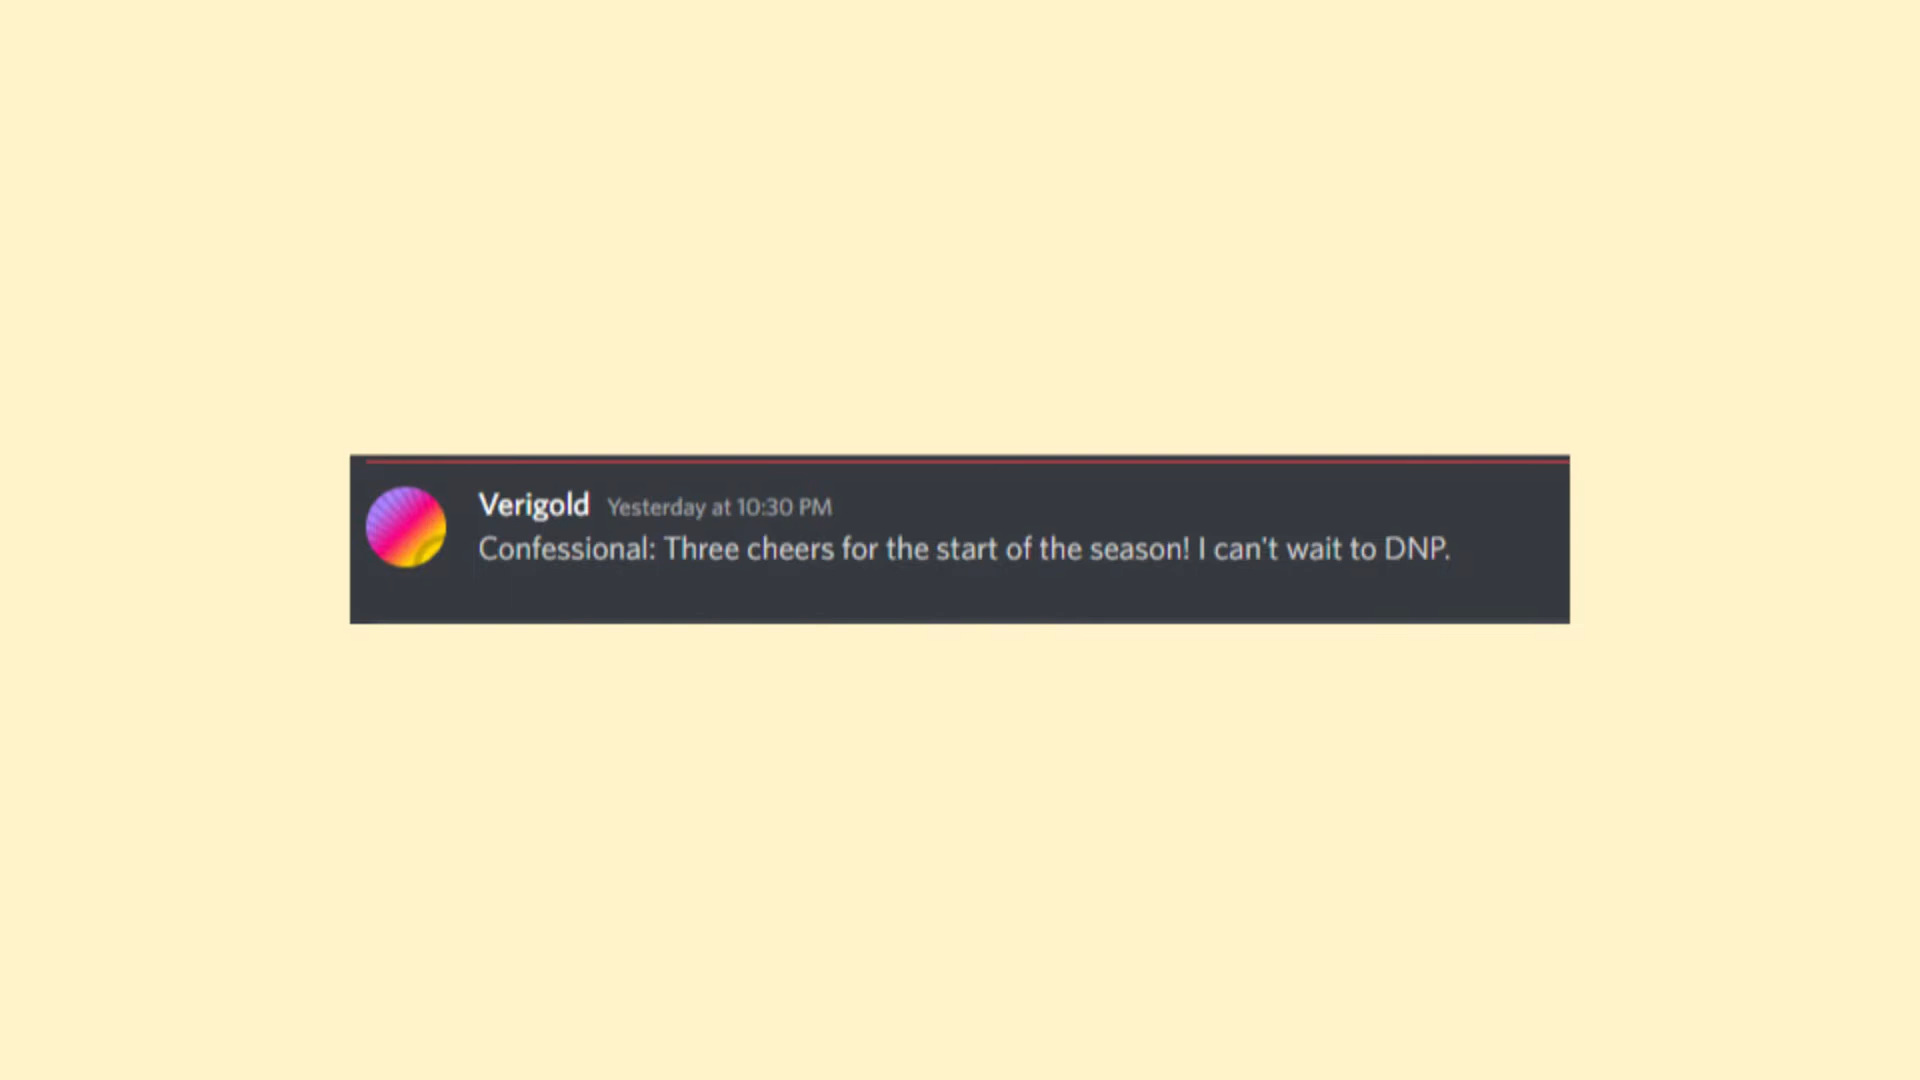 Verigold Yesterday at 10:30 PM
Confessional: Three cheers for the start of the season! I can't wait to DNP.